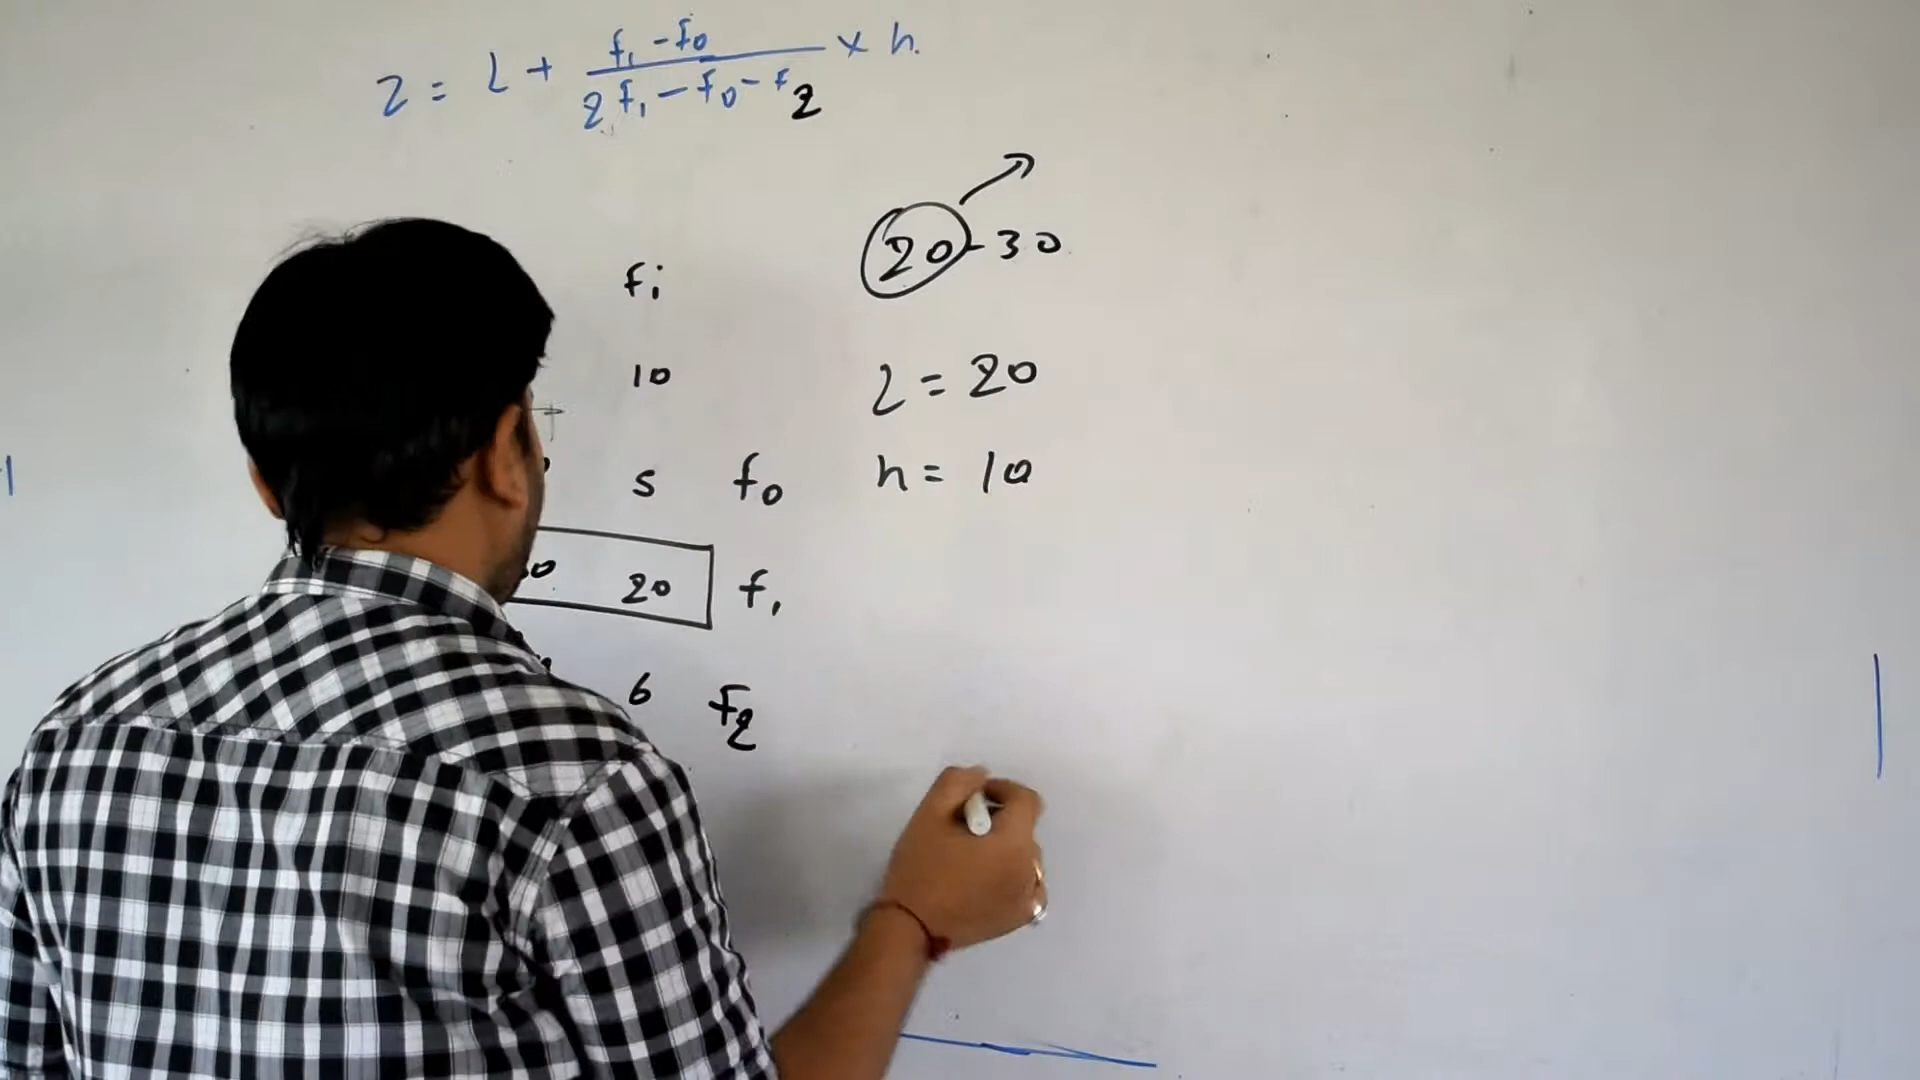 Z = L + f₁ - f₀ / 2f₁ - f₀ - f₂ × h
20 - 30
fi
10
L = 20
5 f₀
h = 10
20 f₁
6 f₂